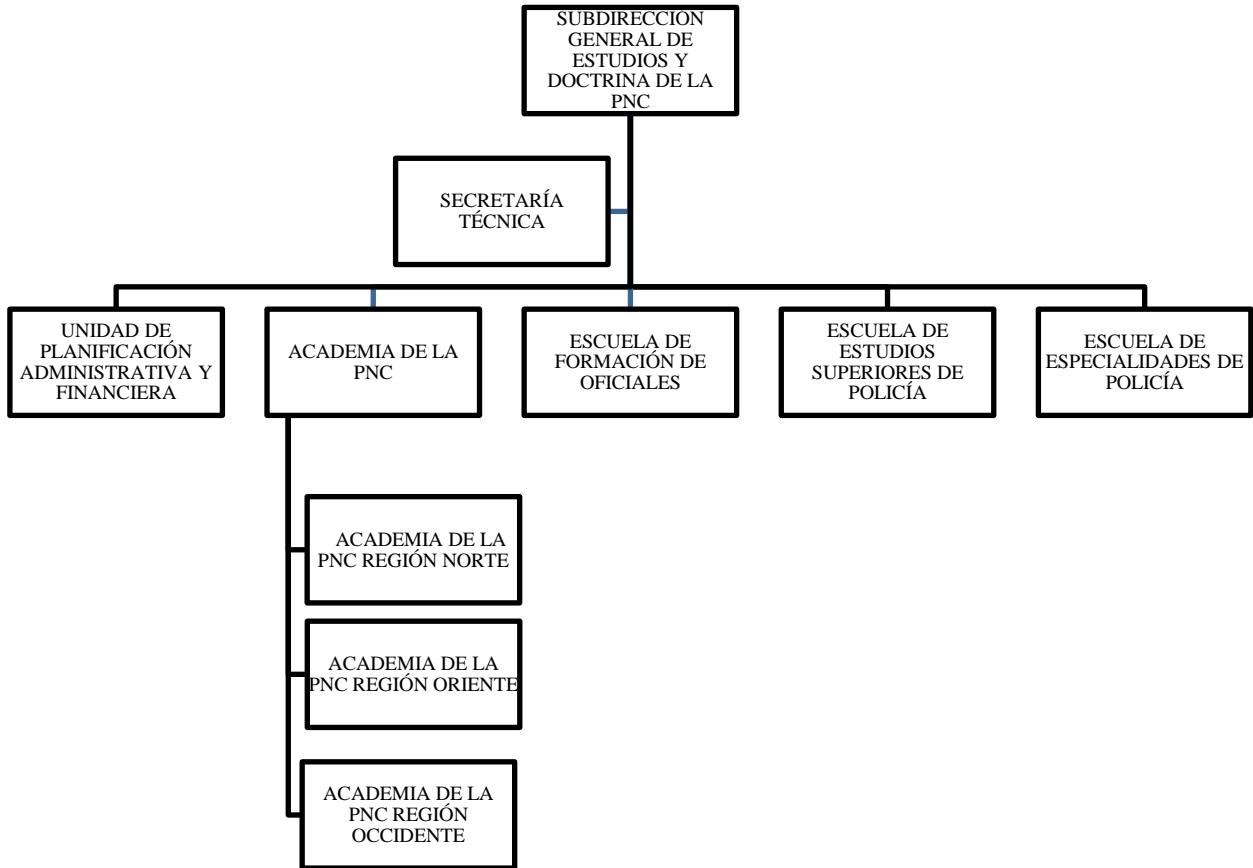 SUBDIRECCION
GENERAL DE
ESTUDIOS Y
DOCTRINA DE LA
PNC
SECRETARÍA
TÉCNICA
UNIDAD DE
PLANIFICACIÓN
ADMINISTRATIVA Y
FINANCIERA
ACADEMIA DE LA
PNC
ESCUELA DE
FORMACIÓN DE
OFICIALES
ESCUELA DE
ESTUDIOS
SUPERIORES DE
POLICÍA
ESCUELA DE
ESPECIALIDADES DE
POLICÍA
ACADEMIA DE LA
PNC REGIÓN NORTE
ACADEMIA DE LA
PNC REGIÓN ORIENTE
ACADEMIA DE LA
PNC REGIÓN
OCCIDENTE